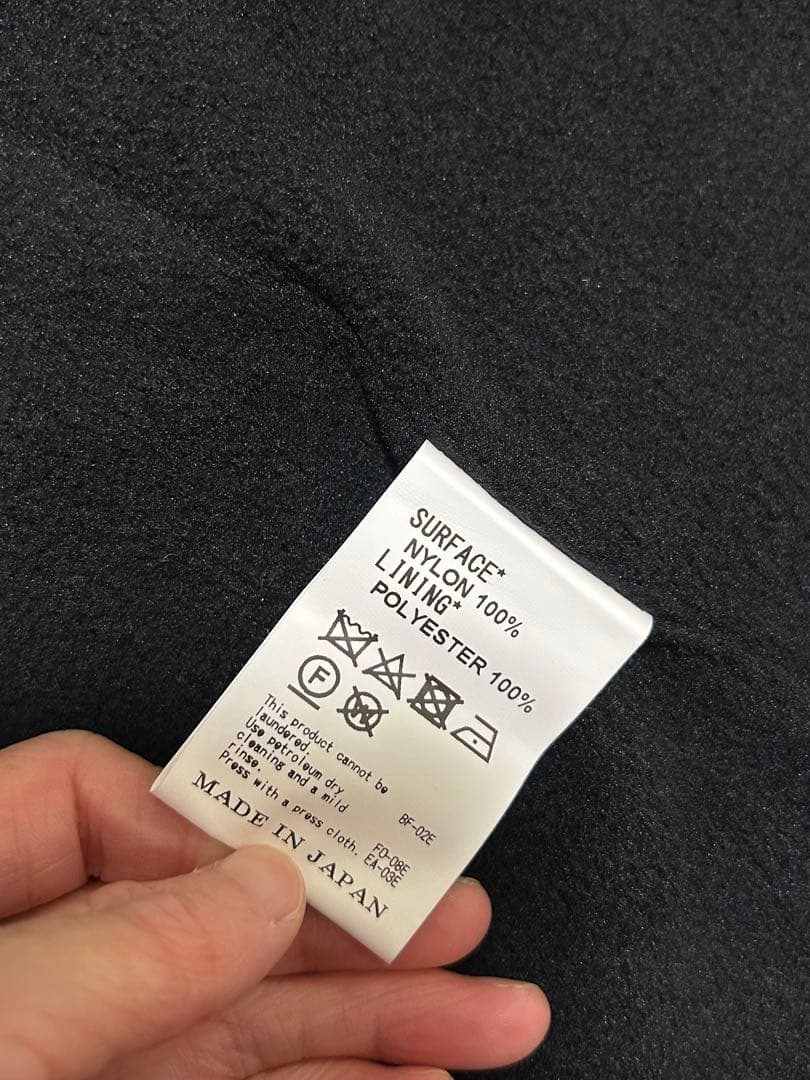 SURFACE*
NYLON 100%
LINING*
POLYESTER 100%
F
W
This product cannot be
laundered.
Use petroleum dry
cleaning and a mild
rinse.
Press with a press cloth.
BF-02E
FO-08E
EA-03E
MADE IN JAPAN